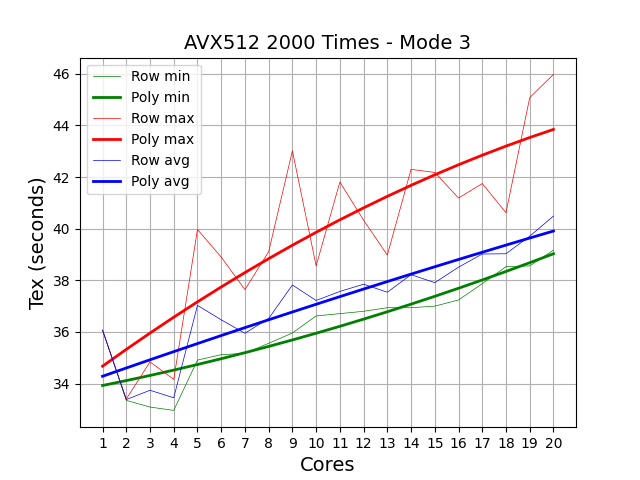 AVX512 2000 Times - Mode 3
Row min
Poly min
Row max
Poly max
Row avg
Poly avg
Tex (seconds)
46
44
42
40
38
36
34
1 2 3 4 5 6 7 8 9 10 11 12 13 14 15 16 17 18 19 20
Cores